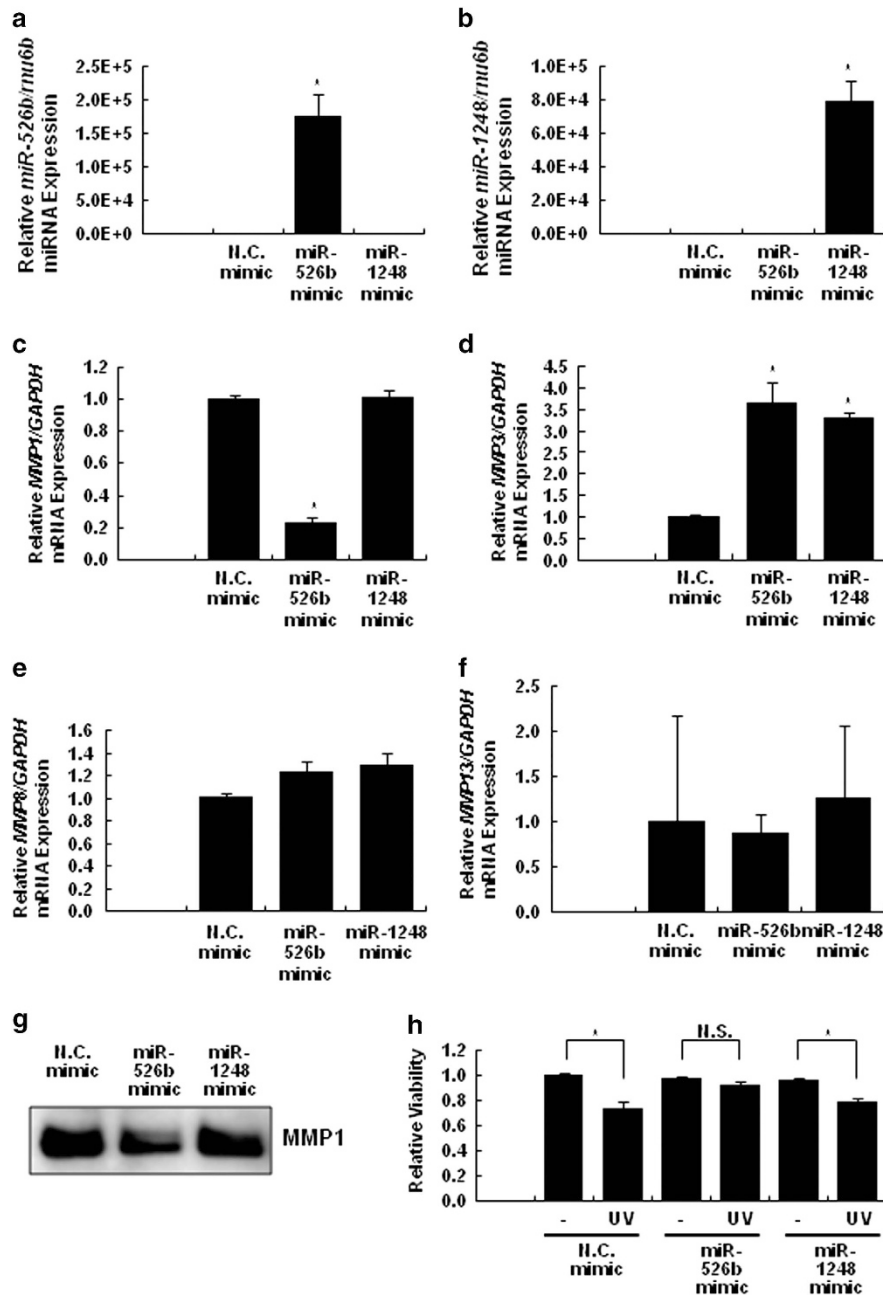 a
Relative miR-526b/rnu6b
miRNA Expression
2.5E+5
2.0E+5
1.5E+5
1.0E+5
5.0E+4
0.0E+0
*
N.C.
mimic
miR-
526b
mimic
miR-
1248
mimic
b
Relative miR-1248/rnu6b
miRNA Expression
1.0E+5
8.0E+4
6.0E+4
4.0E+4
2.0E+4
0.0E+0
*
N.C.
mimic
miR-
526b
mimic
miR-
1248
mimic
c
Relative MMP1/GAPDH
mRNA Expression
1.2
1.0
0.8
0.6
0.4
0.2
0.0
*
N.C.
mimic
miR-
526b
mimic
miR-
1248
mimic
d
Relative MMP3/GAPDH
mRNA Expression
4.5
4.0
3.5
3.0
2.5
2.0
1.5
1.0
0.5
0.0
*
*
N.C.
mimic
miR-
526b
mimic
miR-
1248
mimic
e
Relative MMP8/GAPDH
mRNA Expression
1.6
1.4
1.2
1.0
0.8
0.6
0.4
0.2
0.0
N.C.
mimic
miR-
526b
mimic
miR-1248
mimic
f
Relative MMP13/GAPDH
mRNA Expression
2.5
2.0
1.5
1.0
0.5
0.0
N.C.
mimic
miR-526b
mimic
miR-1248
mimic
g
N.C.
mimic
miR-
526b
mimic
miR-
1248
mimic
MMP1
h
Relative Viability
1.2
1.0
0.8
0.6
0.4
0.2
0.0
*
N.S.
*
- UV - UV - UV
N.C.
mimic
miR-
526b
mimic
miR-
1248
mimic